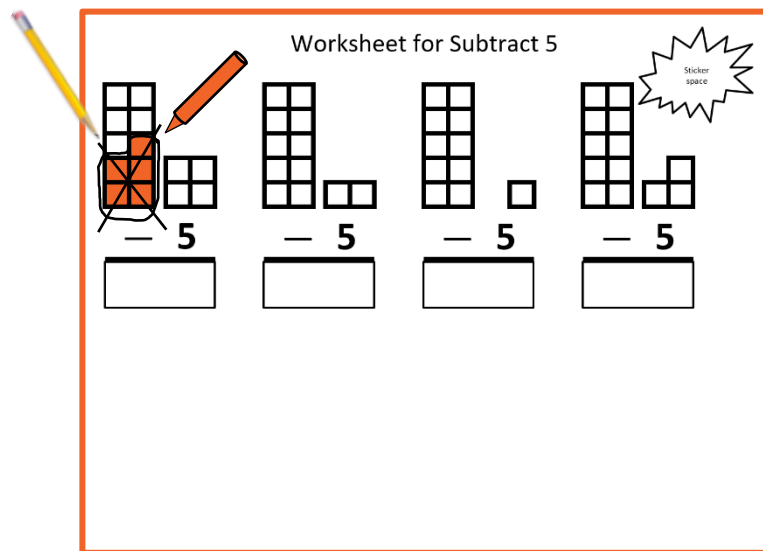 Worksheet for Subtract 5
Sticker
space
— 5 — 5 — 5 — 5